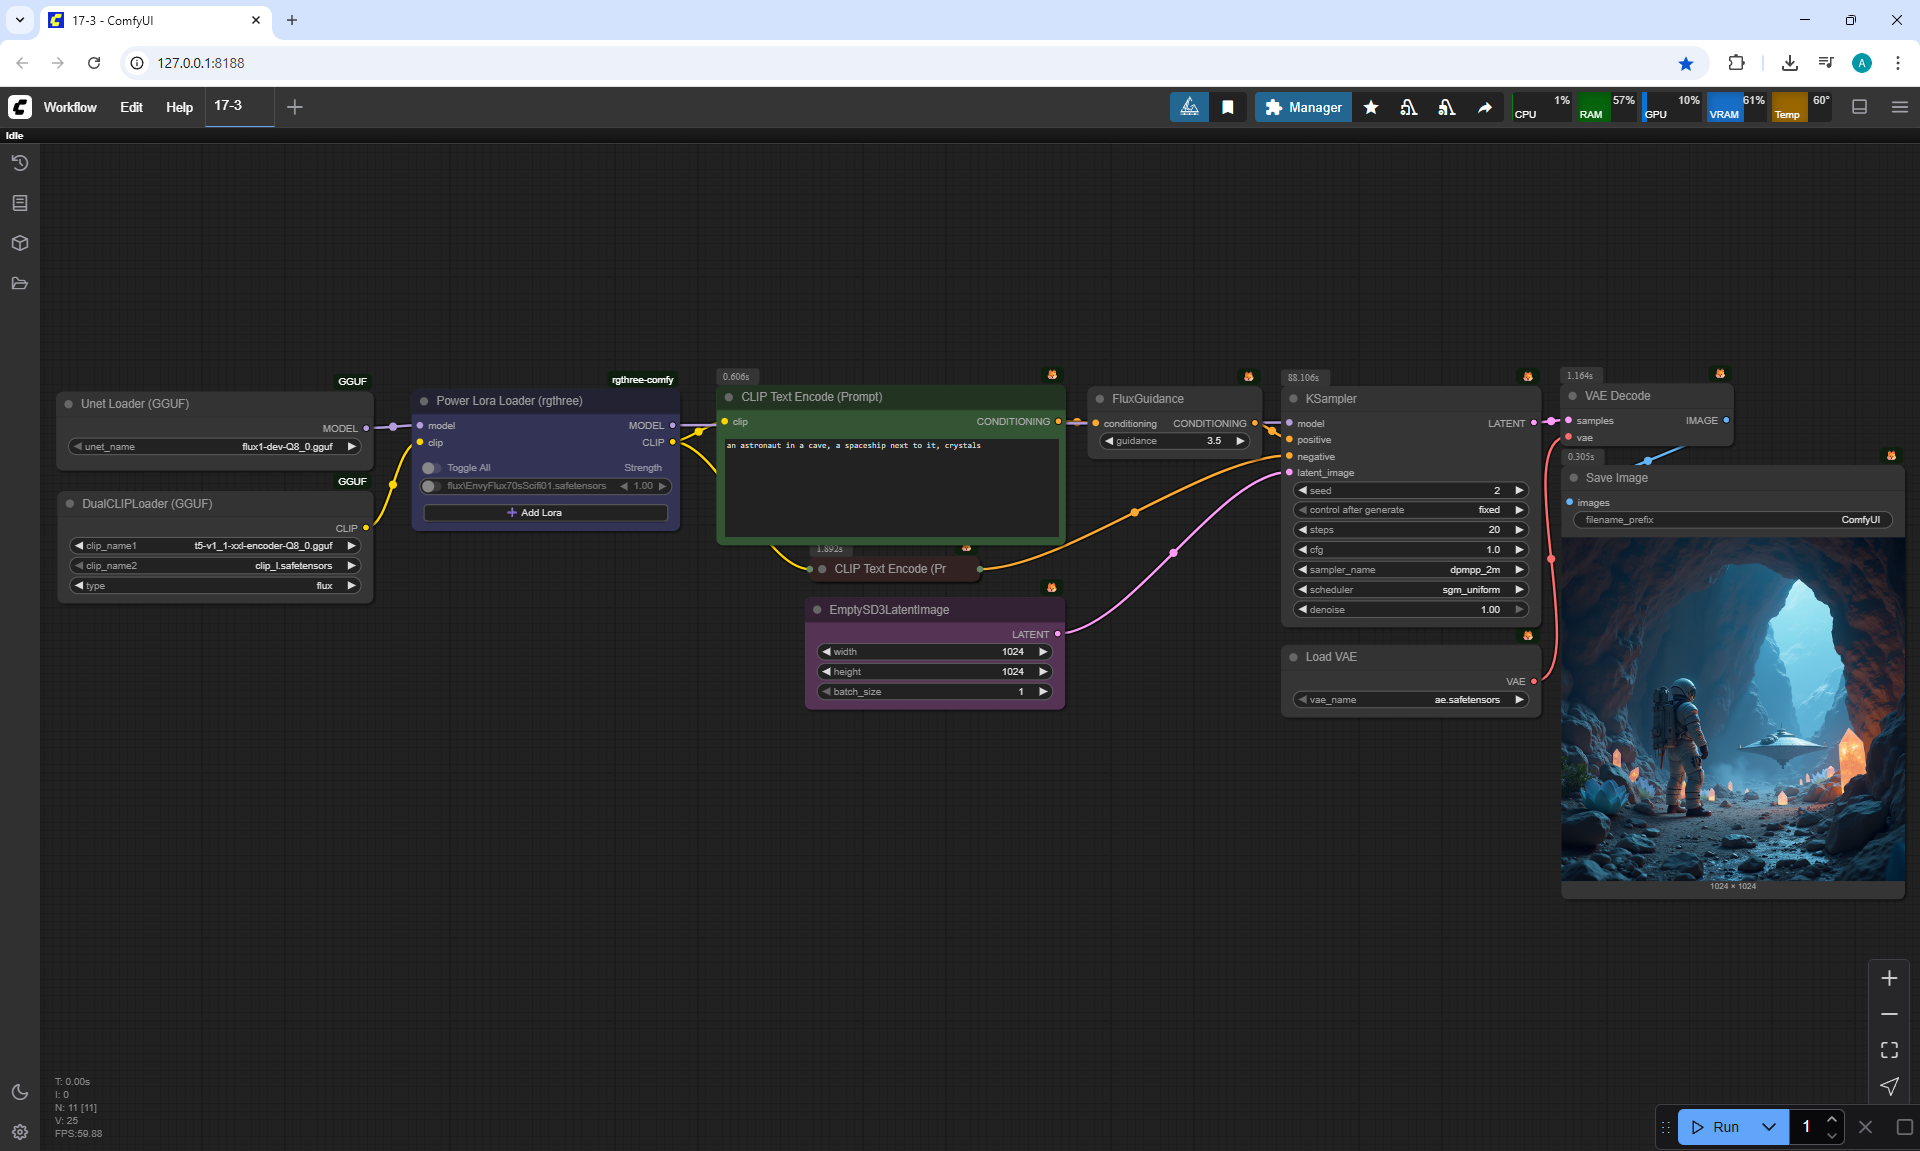 17-3 - ComfyUI
127.0.0.1:8188
A
Workflow Edit Help 17-3
Manager
CPU 1% RAM 57% GPU 10% VRAM 61% Temp 60°
Idle
GGUF
Unet Loader (GGUF)
MODEL
unet_name flux1-dev-Q8_0.gguf
GGUF
DualCLIPLoader (GGUF)
CLIP
clip_name1 t5-v1_1-xxl-encoder-Q8_0.gguf
clip_name2 clip_l.safetensors
type flux
rgthree-comfy
Power Lora Loader (rgthree)
model MODEL
clip CLIP
Toggle All Strength
flux\EnvyFlux70sScifi01.safetensors 1.00
Add Lora
0.606s
CLIP Text Encode (Prompt)
clip CONDITIONING
an astronaut in a cave, a spaceship next to it, crystals
1.892s
CLIP Text Encode (Pr
EmptySD3LatentImage
LATENT
width 1024
height 1024
batch_size 1
FluxGuidance
conditioning CONDITIONING
guidance 3.5
88.106s
KSampler
model LATENT
positive
negative
latent_image
seed 2
control after generate fixed
steps 20
cfg 1.0
sampler_name dpmpp_2m
scheduler sgm_uniform
denoise 1.00
Load VAE
VAE
vae_name ae.safetensors
1.164s
VAE Decode
samples IMAGE
vae
0.305s
Save Image
images
filename_prefix ComfyUI
1024 × 1024
T: 0.00s
I: 0
N: 11 [11]
V: 25
FPS:59.88
Run 1